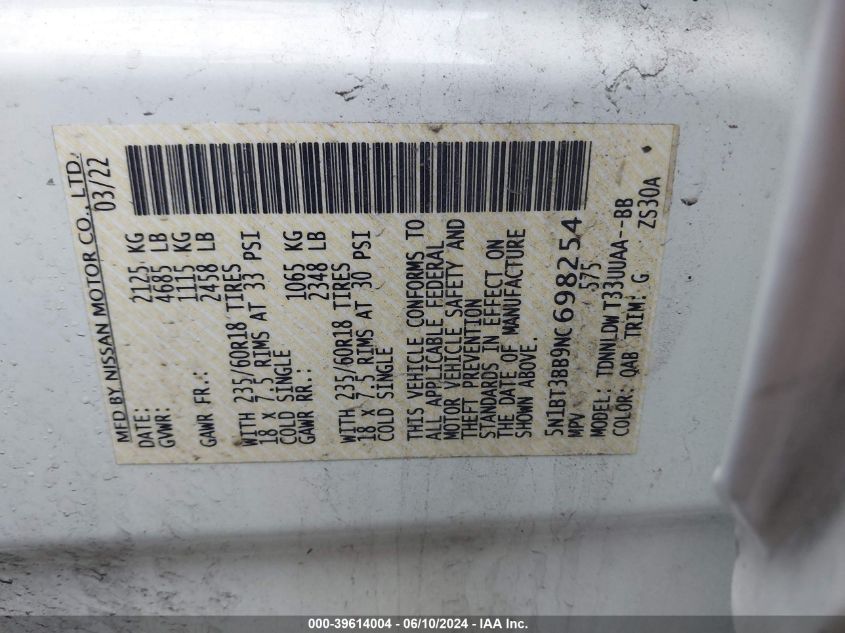 MFD BY NISSAN MOTOR CO., LTD.
DATE: 03/22
GVWR: 2125 KG
4685 LB
GAWR FR.: 1115 KG
2458 LB
WITH 235/60R18 TIRES
18 X 7.5 RIMS AT 33 PSI
COLD SINGLE
GAWR RR.: 1065 KG
2348 LB
WITH 235/60R18 TIRES
18 X 7.5 RIMS AT 30 PSI
COLD SINGLE
THIS VEHICLE CONFORMS TO
ALL APPLICABLE FEDERAL
MOTOR VEHICLE SAFETY AND
THEFT PREVENTION
STANDARDS IN EFFECT ON
THE DATE OF MANUFACTURE
SHOWN ABOVE.
5N1BT3BB9NC698254
MPV 575
MODEL: TDNNLDW T33UUAA--BB
COLOR: QAB TRIM: G ZS30A
000-39614004 - 06/10/2024 - IAA Inc.